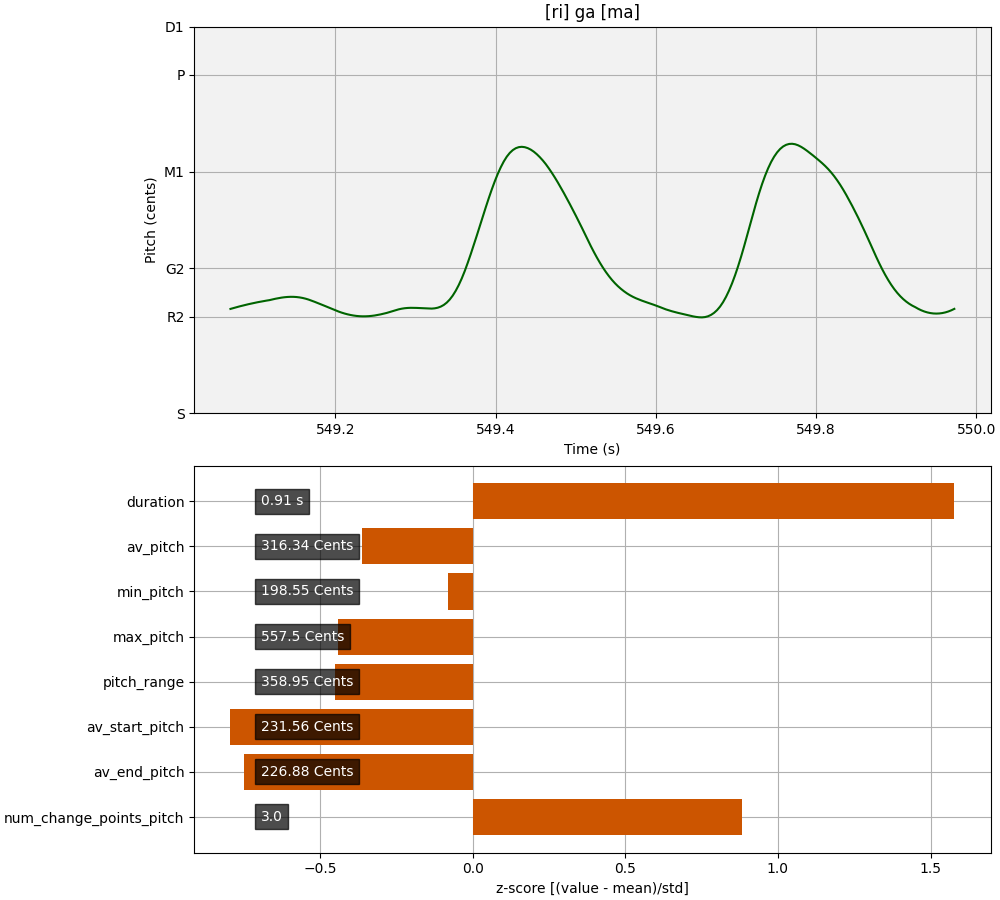 [ri] ga [ma]
D1
P
M1
G2
R2
S
Pitch (cents)
549.2 549.4 549.6 549.8 550.0
Time (s)
duration 0.91 s
av_pitch 316.34 Cents
min_pitch 198.55 Cents
max_pitch 557.5 Cents
pitch_range 358.95 Cents
av_start_pitch 231.56 Cents
av_end_pitch 226.88 Cents
num_change_points_pitch 3.0
−0.5 0.0 0.5 1.0 1.5
z-score [(value - mean)/std]